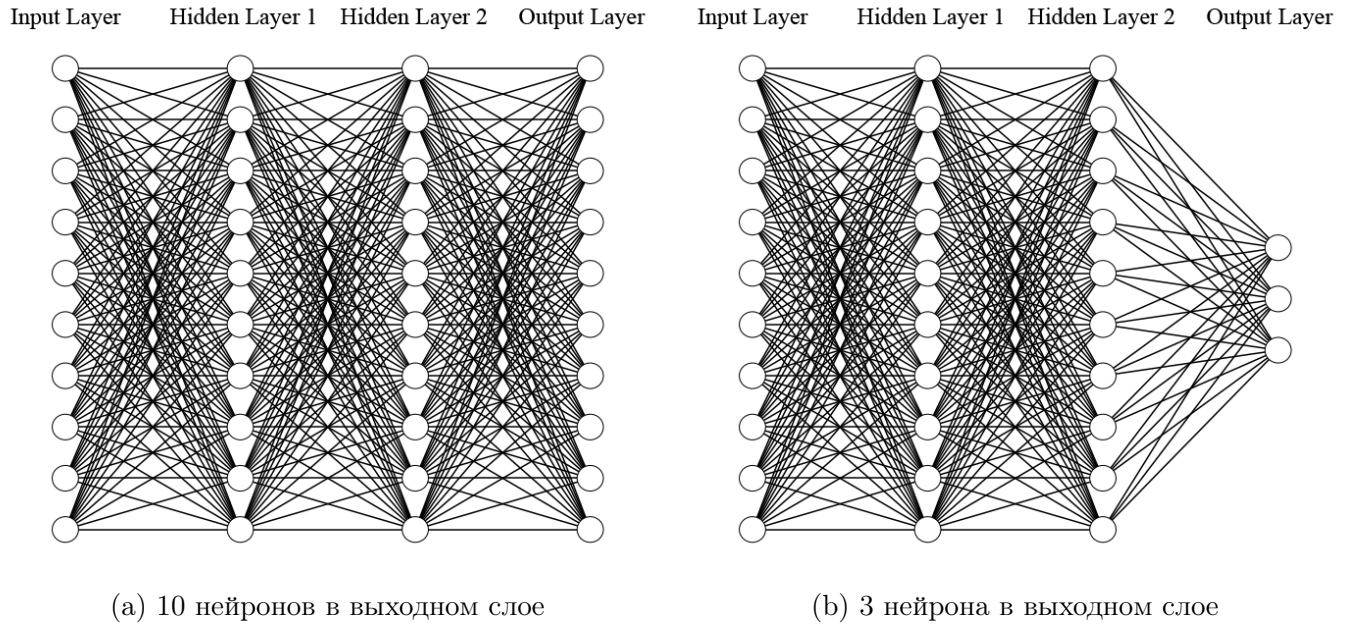 Input Layer Hidden Layer 1 Hidden Layer 2 Output Layer
Input Layer Hidden Layer 1 Hidden Layer 2 Output Layer
(a) 10 нейронов в выходном слое
(b) 3 нейрона в выходном слое